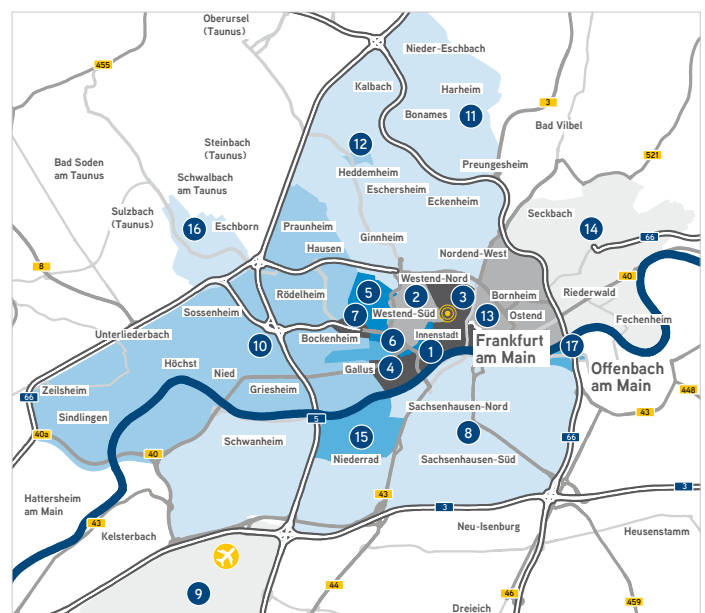 Oberursel
(Taunus)
Nieder-Eschbach
455
Kalbach
Harheim
3
Bonames
11
Bad Vilbel
Steinbach
(Taunus)
12
521
Bad Soden
am Taunus
Preungesheim
Schwalbach
am Taunus
Heddemheim
Eschersheim
Eckenheim
Seckbach
Sulzbach
(Taunus)
16
Eschborn
Praunheim
Ginnheim
14
66
Hausen
Nordend-West
8
Westend-Nord
40
Rödelheim
5
2
3
Bornheim
Riederwald
Sossenheim
7
Westend-Süd
13
Ostend
Fechenheim
Unterliederbach
Bockenheim
6
Innenstadt
1
Frankfurt
am Main
17
10
Höchst
Nied
Gallus
4
Offenbach
am Main
Zeilsheim
Griesheim
448
66
Sindlingen
5
Sachsenhausen-Nord
43
40a
Schwanheim
15
8
66
40
Niederrad
Sachsenhausen-Süd
Hattersheim
am Main
43
3
3
43
Kelsterbach
Neu-Isenburg
Heusenstamm
9
44
46
459
Dreieich